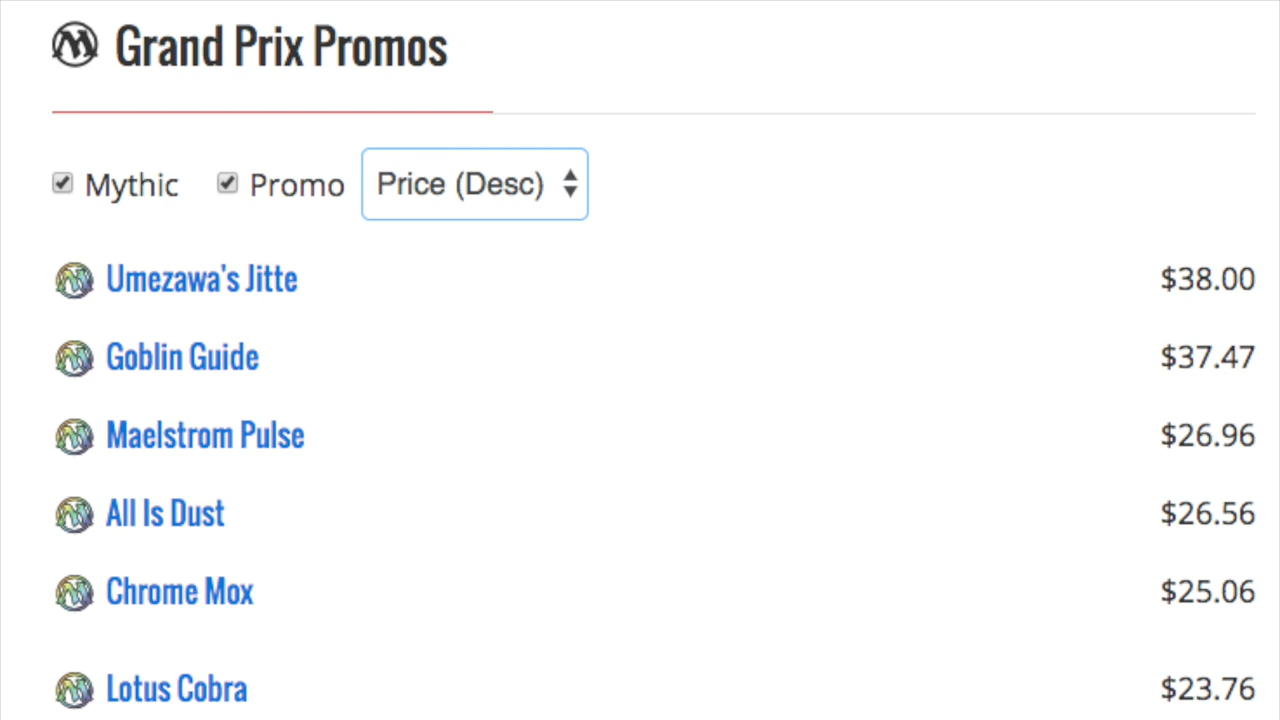 Grand Prix Promos
Mythic Promo Price (Desc)
Umezawa's Jitte $38.00
Goblin Guide $37.47
Maelstrom Pulse $26.96
All Is Dust $26.56
Chrome Mox $25.06
Lotus Cobra $23.76